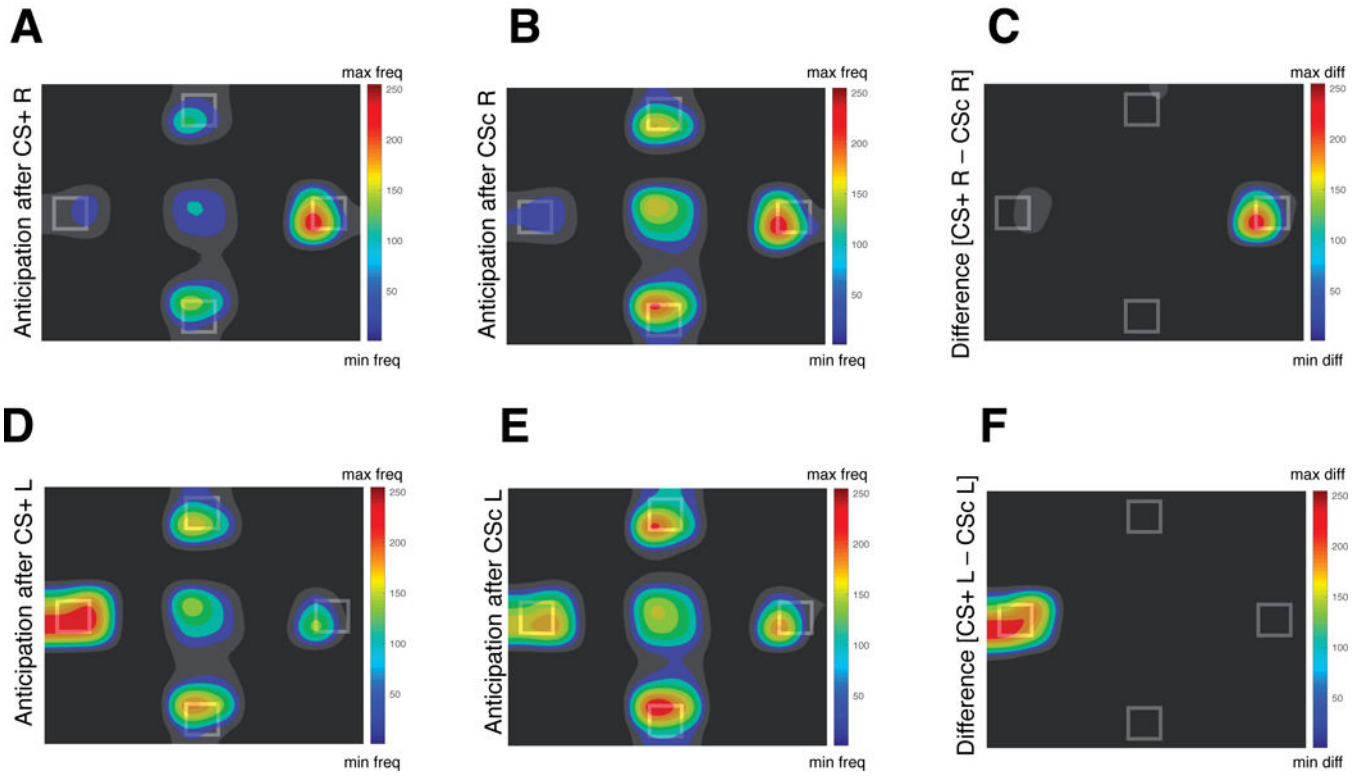 A
B
C
max freq
max freq
max diff
Anticipation after CS+ R
250
200
150
100
50
Anticipation after CSc R
250
200
150
100
50
Difference [CS+ R – CSc R]
250
200
150
100
50
min freq
min freq
min diff
D
E
F
max freq
max freq
max diff
Anticipation after CS+ L
250
200
150
100
50
Anticipation after CSc L
250
200
150
100
50
Difference [CS+ L – CSc L]
250
200
150
100
50
min freq
min freq
min diff